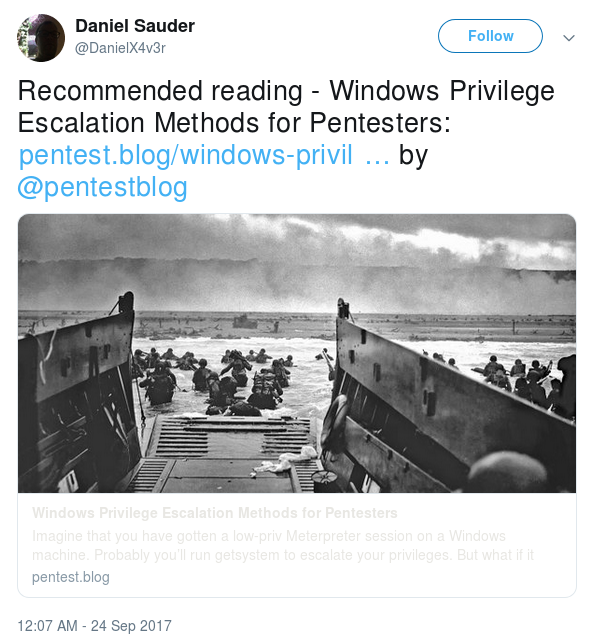 Daniel Sauder
@DanielX4v3r
Follow
Recommended reading - Windows Privilege
Escalation Methods for Pentesters:
pentest.blog/windows-privil … by
@pentestblog
Windows Privilege Escalation Methods for Pentesters
Imagine that you have gotten a low-priv Meterpreter session on a Windows
machine. Probably you'll run getsystem to escalate your privileges. But what if it
pentest.blog
12:07 AM - 24 Sep 2017